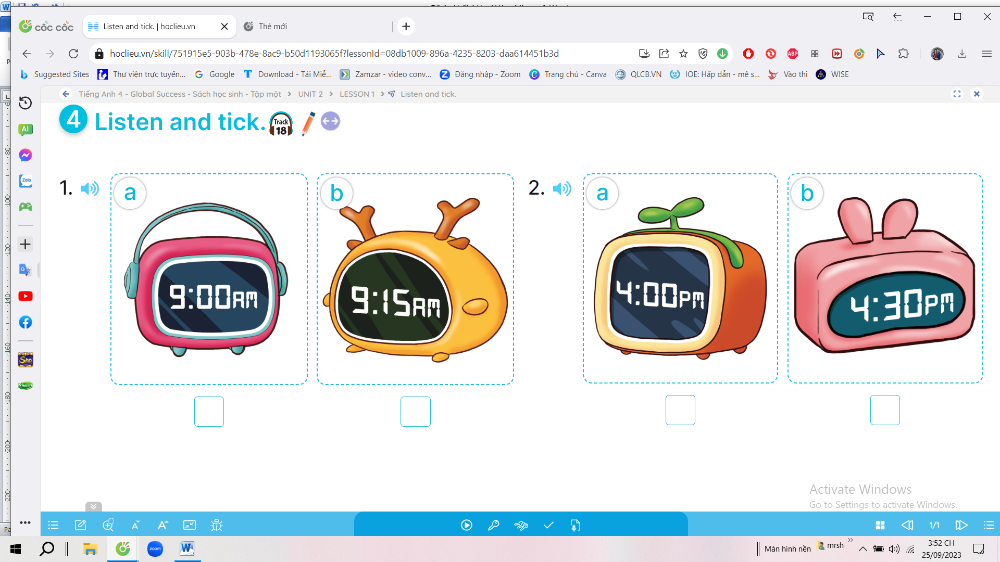 cốc cốc
Listen and tick. | hoclieu.vn
Thẻ mới
hoclieu.vn/skill/751915e5-903b-478e-8ac9-b50d1193065f?lessonId=08db1009-896a-4235-8203-daa614451b3d
ABP
Suggested Sites
Thư viện trực tuyến...
Google
Download - Tải Miễ...
Zamzar - video conv...
Đăng nhập - Zoom
Trang chủ - Canva
QLCB.VN
IOE: Hấp dẫn - mê s...
Vào thi
WISE
Tiếng Anh 4 - Global Success - Sách học sinh - Tập một > UNIT 2 > LESSON 1 > Listen and tick.
AI
Zalo
4 Listen and tick. Track 18
1.
a
b
2.
a
b
9:00AM
9:15AM
4:00PM
4:30PM
Activate Windows
Go to Settings to activate Windows.
1/1
zoom
Màn hình nền
mrsh
3:52 CH
25/09/2023